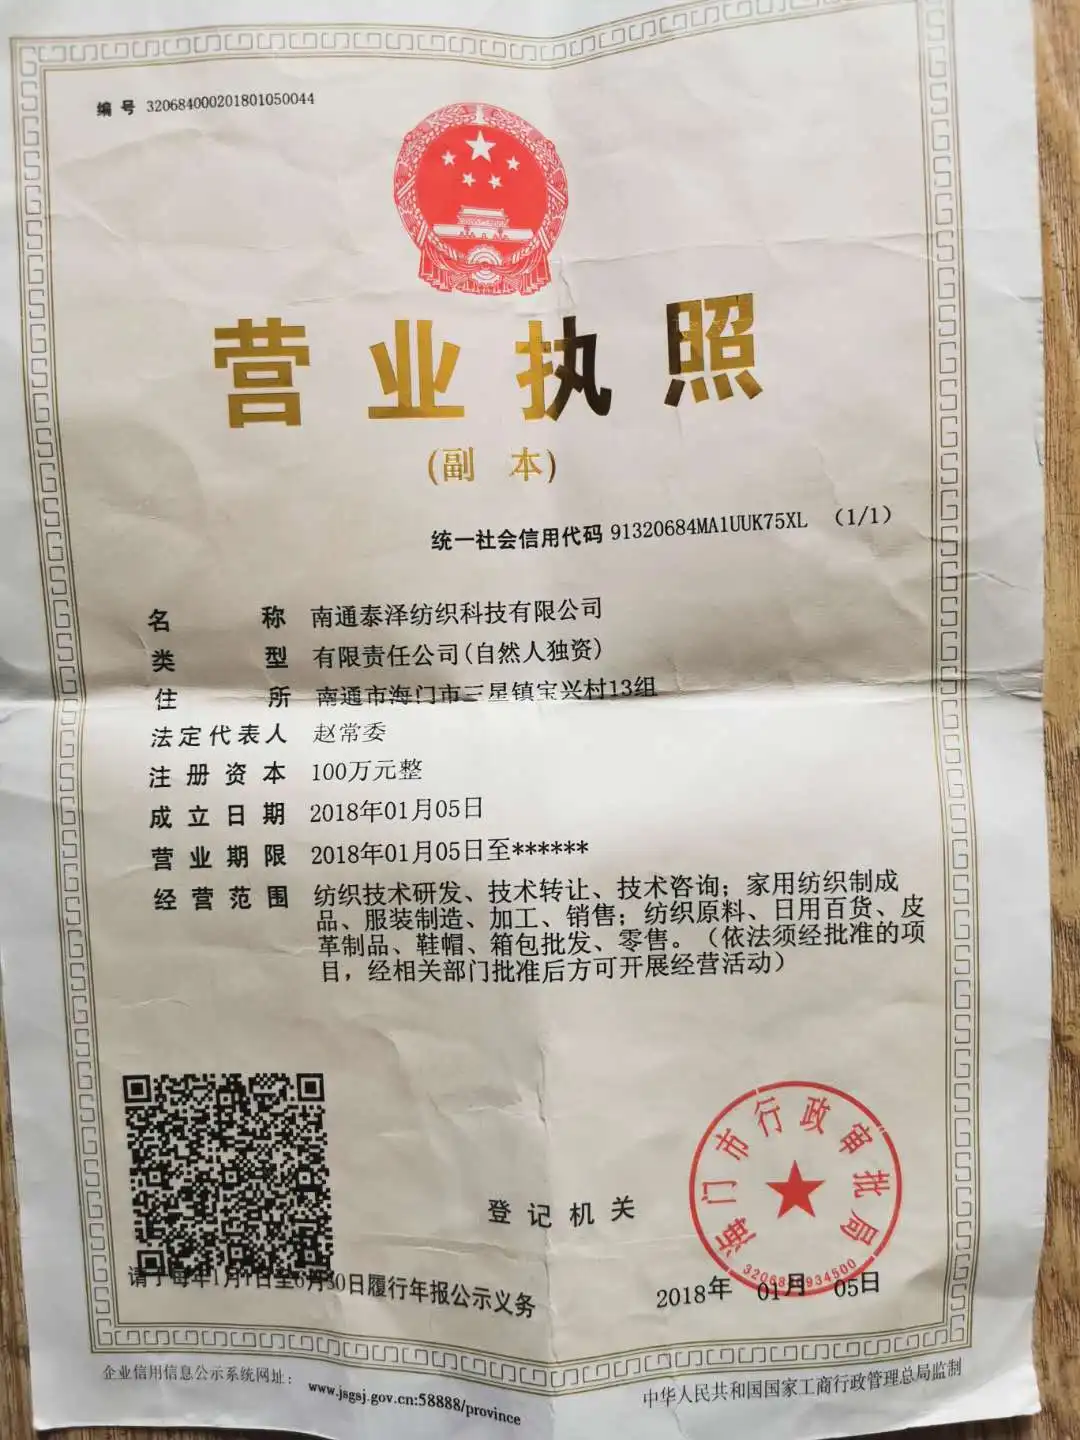 编 号 320684000201801050044
营业执照
(副 本)
统一社会信用代码 91320684MA1UUK75XL (1/1)
名 称 南通泰泽纺织科技有限公司
类 型 有限责任公司(自然人独资)
住 所 南通市海门市三星镇宝兴村13组
法定代表人 赵常委
注册资本 100万元整
成立日期 2018年01月05日
营业期限 2018年01月05日至******
经营范围 纺织技术研发、技术转让、技术咨询；家用纺织制成
品、服装制造、加工、销售；纺织原料、日用百货、皮
革制品、鞋帽、箱包批发、零售。（依法须经批准的项
目，经相关部门批准后方可开展经营活动）
海门市行政审批局
登记机关
请于每年1月1日至6月30日履行年报公示义务
2018年 01月 05日
企业信用信息公示系统网址： www.jsgsj.gov.cn:58888/province
中华人民共和国国家工商行政管理总局监制